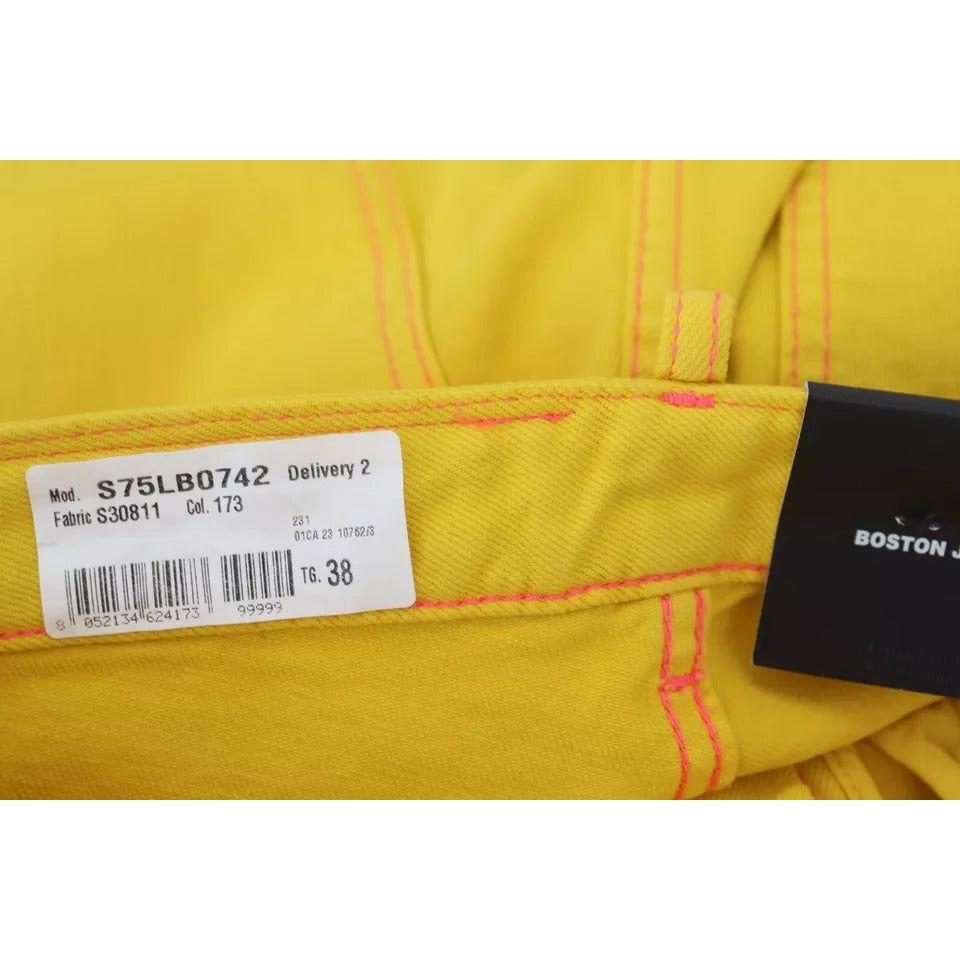 Mod. S75LB0742 Delivery 2
Fabric S30811 Col. 173
231
01CA 23 10762/3
TG. 38
8 052134 624173 99999
BOSTON J